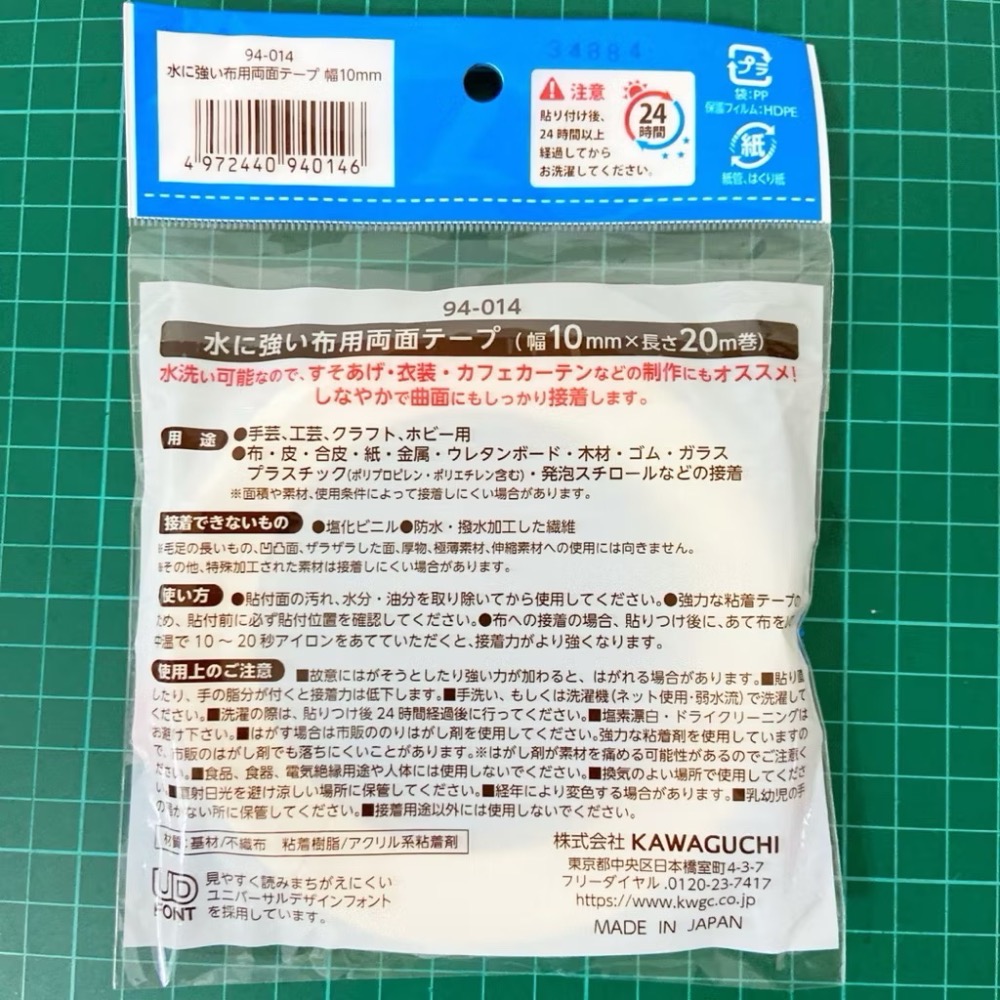 94-014
水に強い布用両面テープ 幅10mm
4 972440 940146
34884
注意
貼り付け後、
24時間以上
経過してから
お洗濯してください。
24
時間
プラ
袋:PP
保護フィルム:HDPE
紙
紙管、はくり紙
94-014
水に強い布用両面テープ (幅10mm×長さ20m巻)
水洗い可能なので、すそあげ・衣装・カフェカーテンなどの制作にもオススメ!
しなやかで曲面にもしっかり接着します。
用 途 ●手芸、工芸、クラフト、ホビー用
●布・皮・合皮・紙・金属・ウレタンボード・木材・ゴム・ガラス
プラスチック(ポリプロピレン・ポリエチレン含む)・発泡スチロールなどの接着
※面積や素材、使用条件によって接着しにくい場合があります。
接着できないもの ●塩化ビニル●防水・撥水加工した繊維
※毛足の長いもの、凹凸面、ザラザラした面、厚物、極薄素材、伸縮素材への使用には向きません。
※その他、特殊加工された素材は接着しにくい場合があります。
使い方 ●貼付面の汚れ、水分・油分を取り除いてから使用してください。●強力な粘着テープの
ため、貼付前に必ず貼付位置を確認してください。●布への接着の場合、貼りつけ後に、あて布を
中温で10〜20秒アイロンをあてていただくと、接着力がより強くなります。
使用上のご注意 ■故意にはがそうとしたり強い力が加わると、はがれる場合があります。■貼り直
したり、手の脂分が付くと接着力は低下します。■手洗い、もしくは洗濯機(ネット使用・弱水流)で洗濯して
ください。■洗濯の際は、貼りつけ後24時間経過後に行ってください。■塩素漂白・ドライクリーニングは
お避け下さい。■はがす場合は市販ののりはがし剤を使用してください。強力な粘着剤を使用していますの
で、市販のはがし剤でも落ちにくいことがあります。※はがし剤が素材を痛める可能性があるのでご注意く
ださい。■食品、食器、電気絶縁用途や人体には使用しないでください。■換気のよい場所で使用してくださ
い。■直射日光を避け涼しい場所に保管してください。■経年により変色する場合があります。■乳幼児の手
の届かない所に保管してください。■接着用途以外には使用しないでください。
材質:基材/不織布 粘着樹脂/アクリル系粘着剤
UD
FONT
見やすく読みまちがえにくい
ユニバーサルデザインフォント
を採用しています。
株式会社 KAWAGUCHI
東京都中央区日本橋室町4-3-7
フリーダイヤル.0120-23-7417
https://www.kwgc.co.jp
MADE IN JAPAN